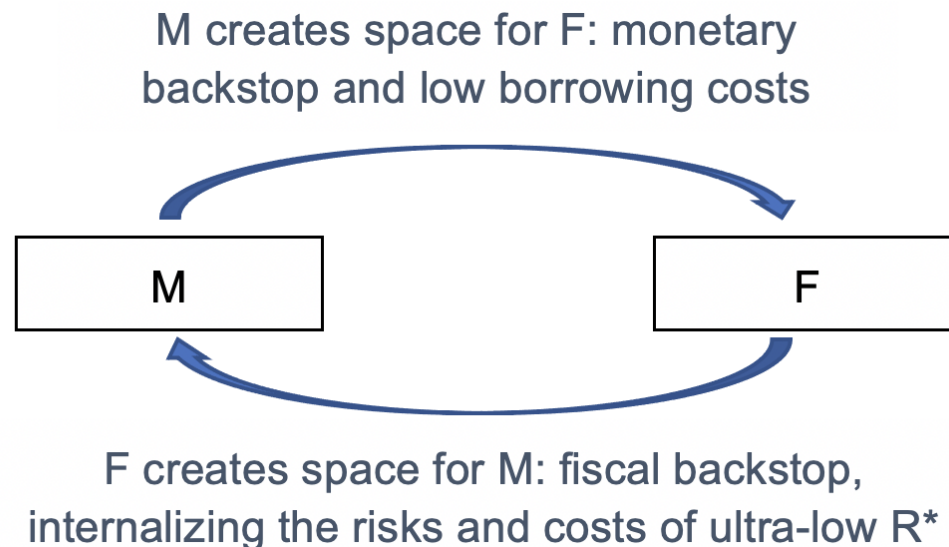 M creates space for F: monetary
backstop and low borrowing costs
M
F
F creates space for M: fiscal backstop,
internalizing the risks and costs of ultra-low R*